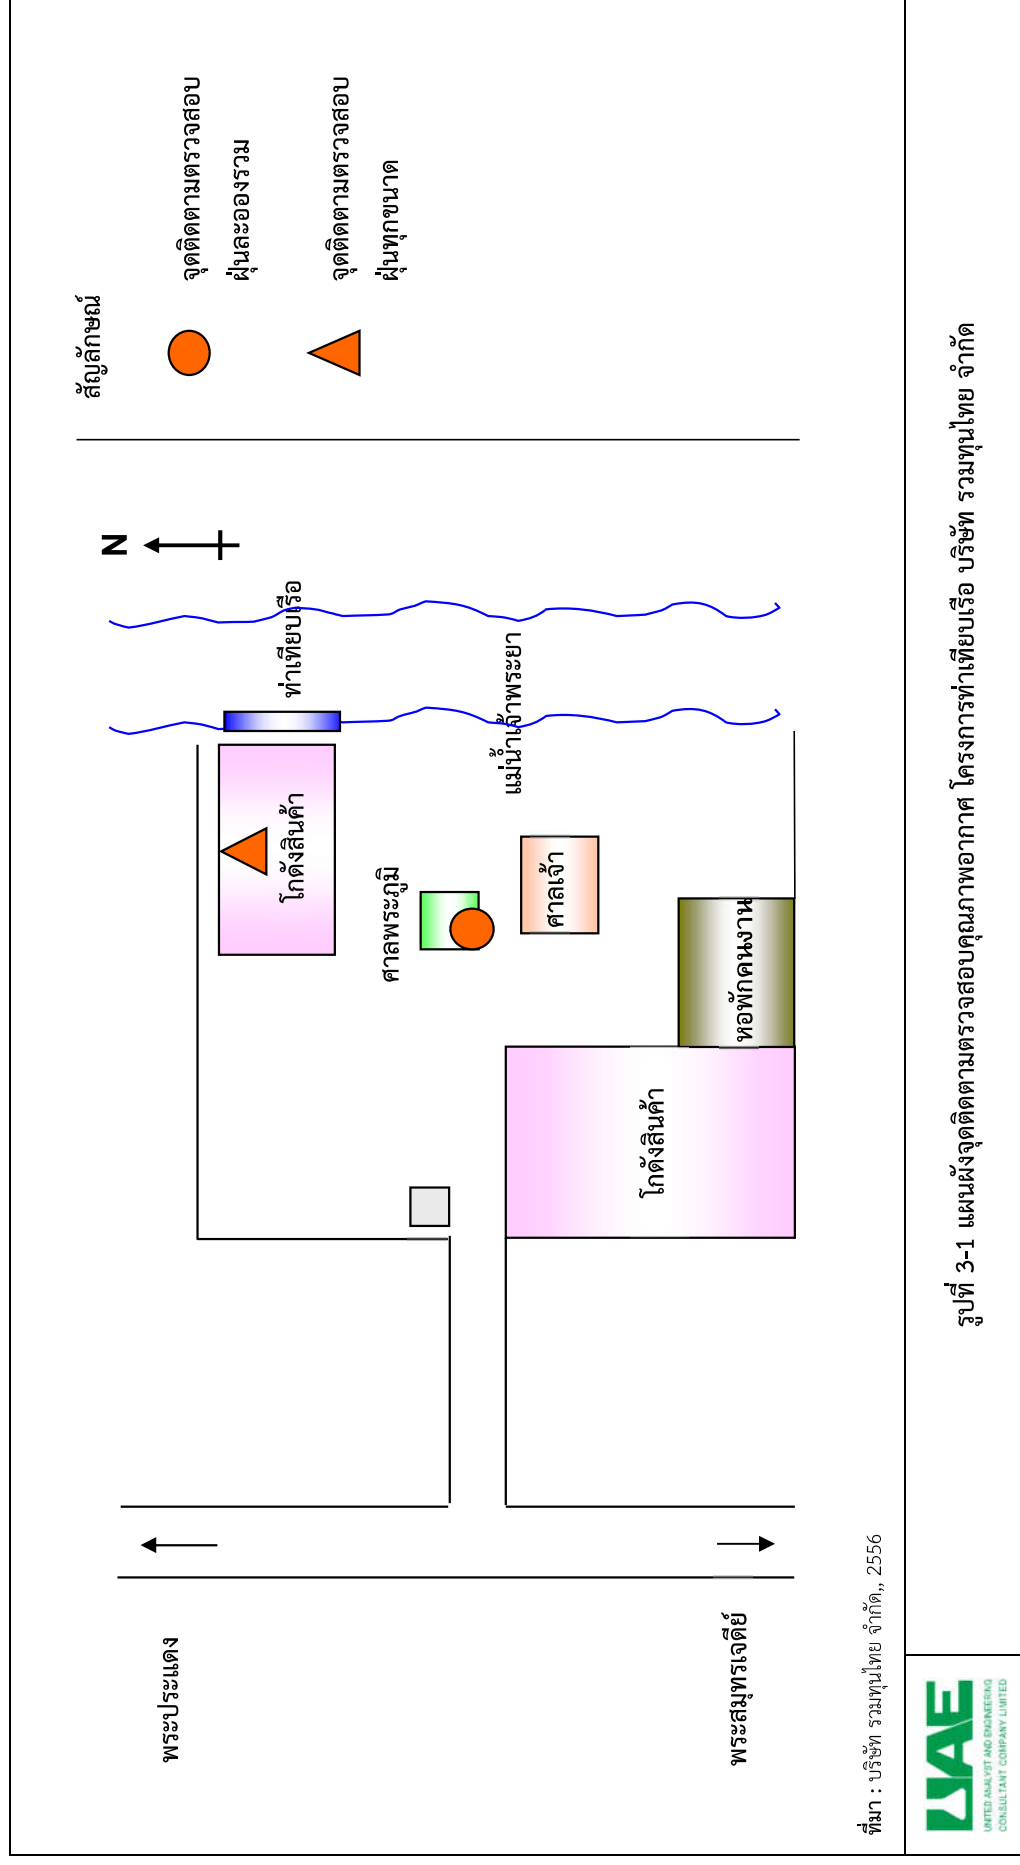 สัญลักษณ์
จุดติดตามตรวจสอบ
ฝุ่นละอองรวม
จุดติดตามตรวจสอบ
ฝุ่นทุกขนาด
N
ท่าเทียบเรือ
แม่น้ำเจ้าพระยา
โกดังสินค้า
ศาลพระภูมิ
ศาลเจ้า
หอพักคนงาน
โกดังสินค้า
พระประแดง
พระสมุทรเจดีย์
ที่มา : บริษัท รวมทุนไทย จำกัด,, 2556
รูปที่ 3-1 แผนผังจุดติดตามตรวจสอบคุณภาพอากาศ โครงการท่าเทียบเรือ บริษัท รวมทุนไทย จำกัด
UAE
UNITED ANALYST AND ENGINEERING
CONSULTANT COMPANY LIMITED